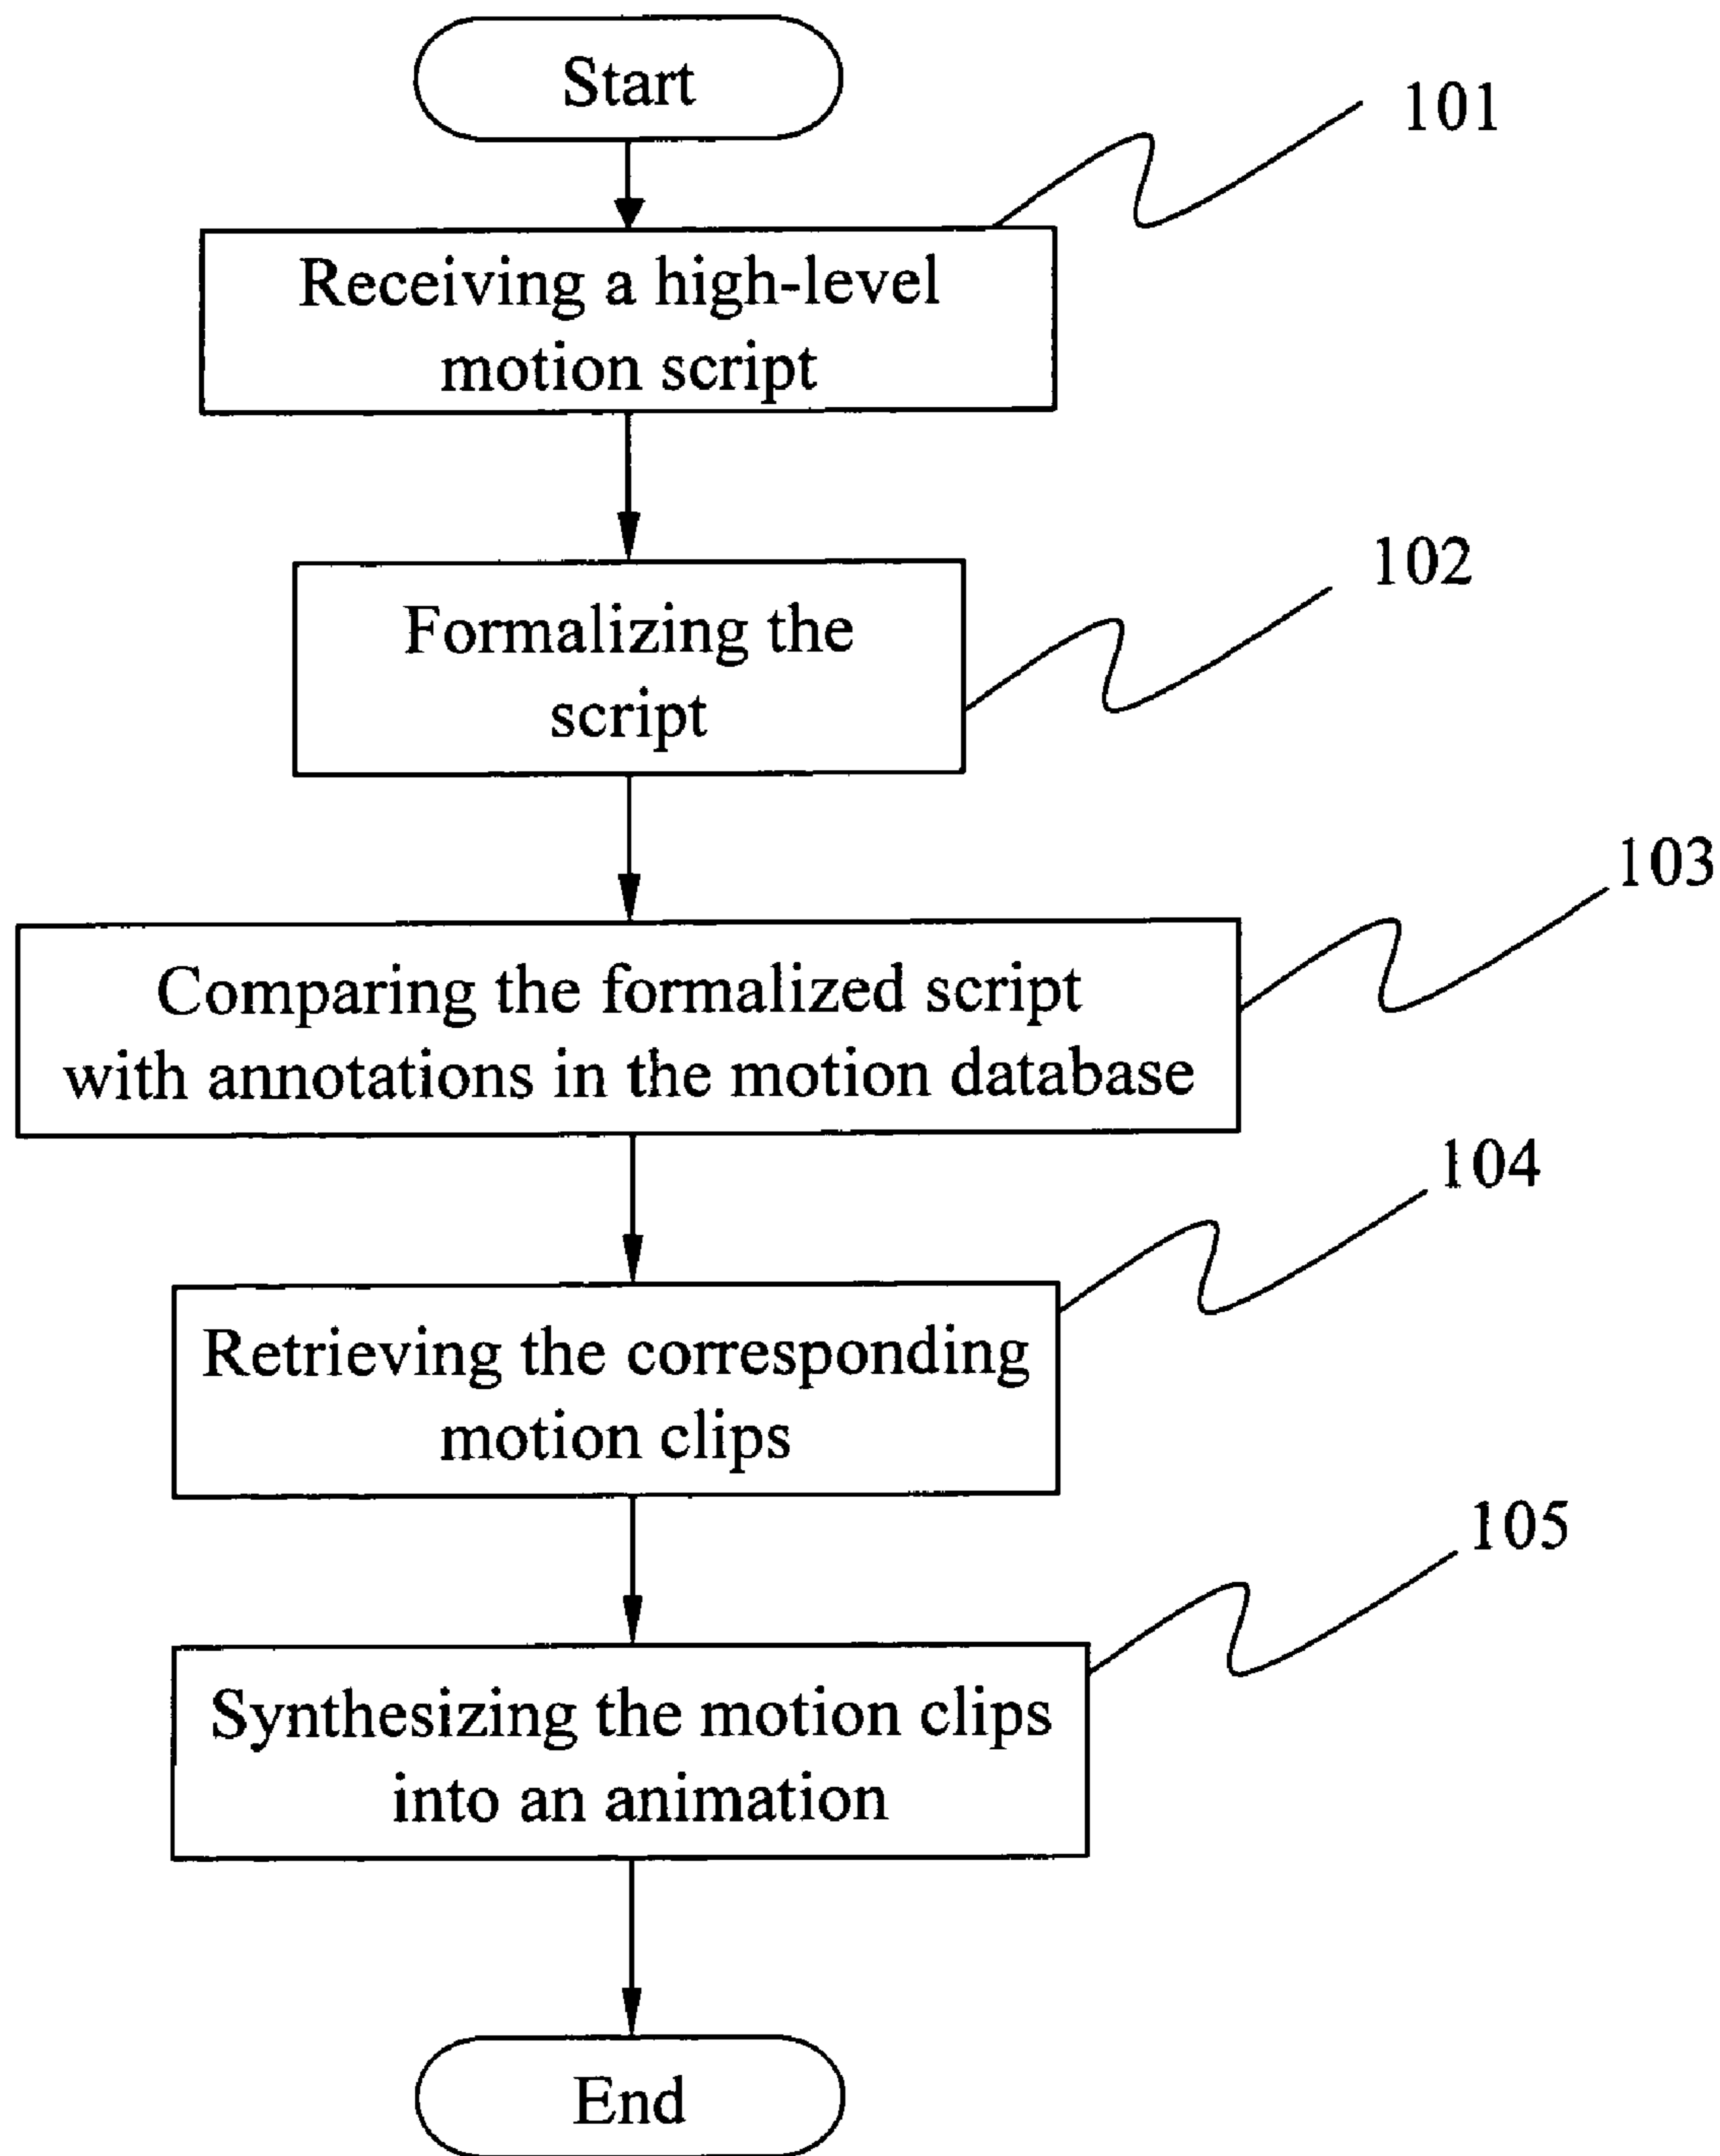 Start
101
Receiving a high-level
motion script
102
Formalizing the
script
103
Comparing the formalized script
with annotations in the motion database
104
Retrieving the corresponding
motion clips
105
Synthesizing the motion clips
into an animation
End